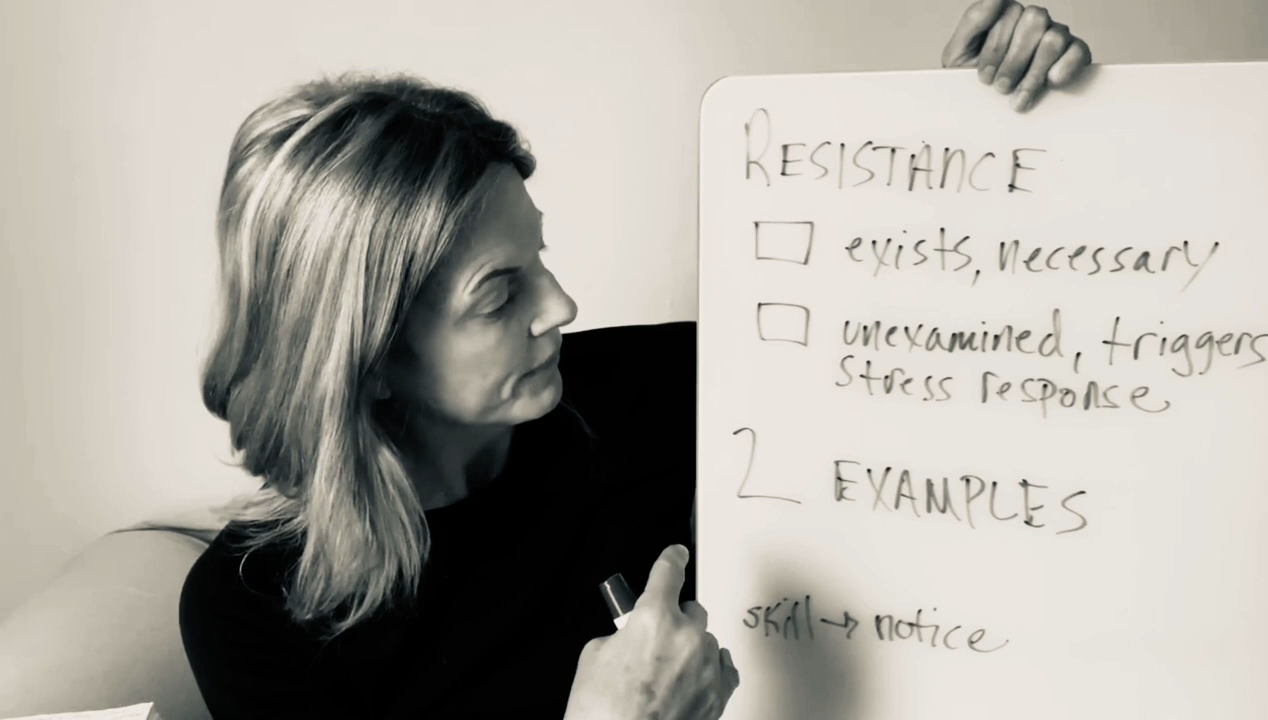 RESISTANCE
exists, necessary
unexamined, triggers
stress response
2 EXAMPLES
skill → notice